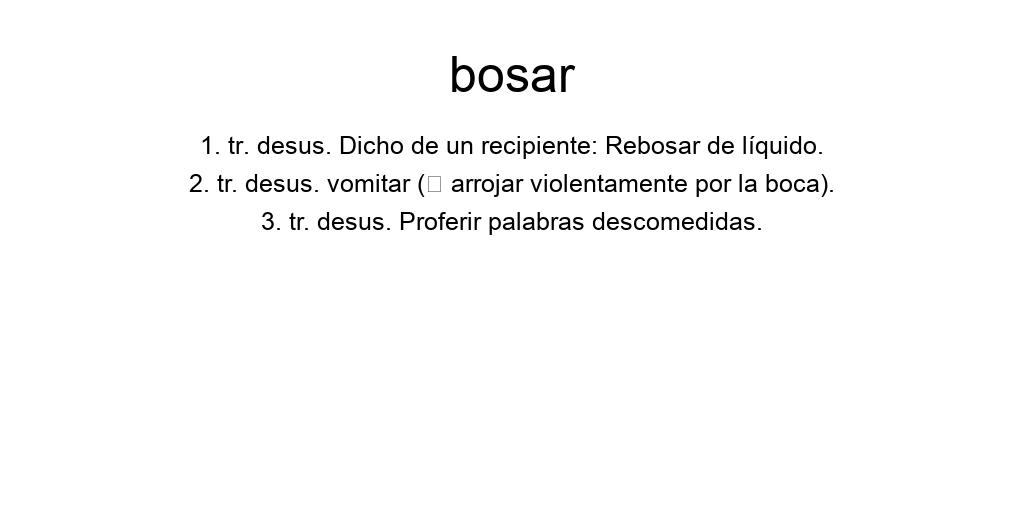 bosar
1. tr. desus. Dicho de un recipiente: Rebosar de líquido.
2. tr. desus. vomitar (▯ arrojar violentamente por la boca).
3. tr. desus. Proferir palabras descomedidas.